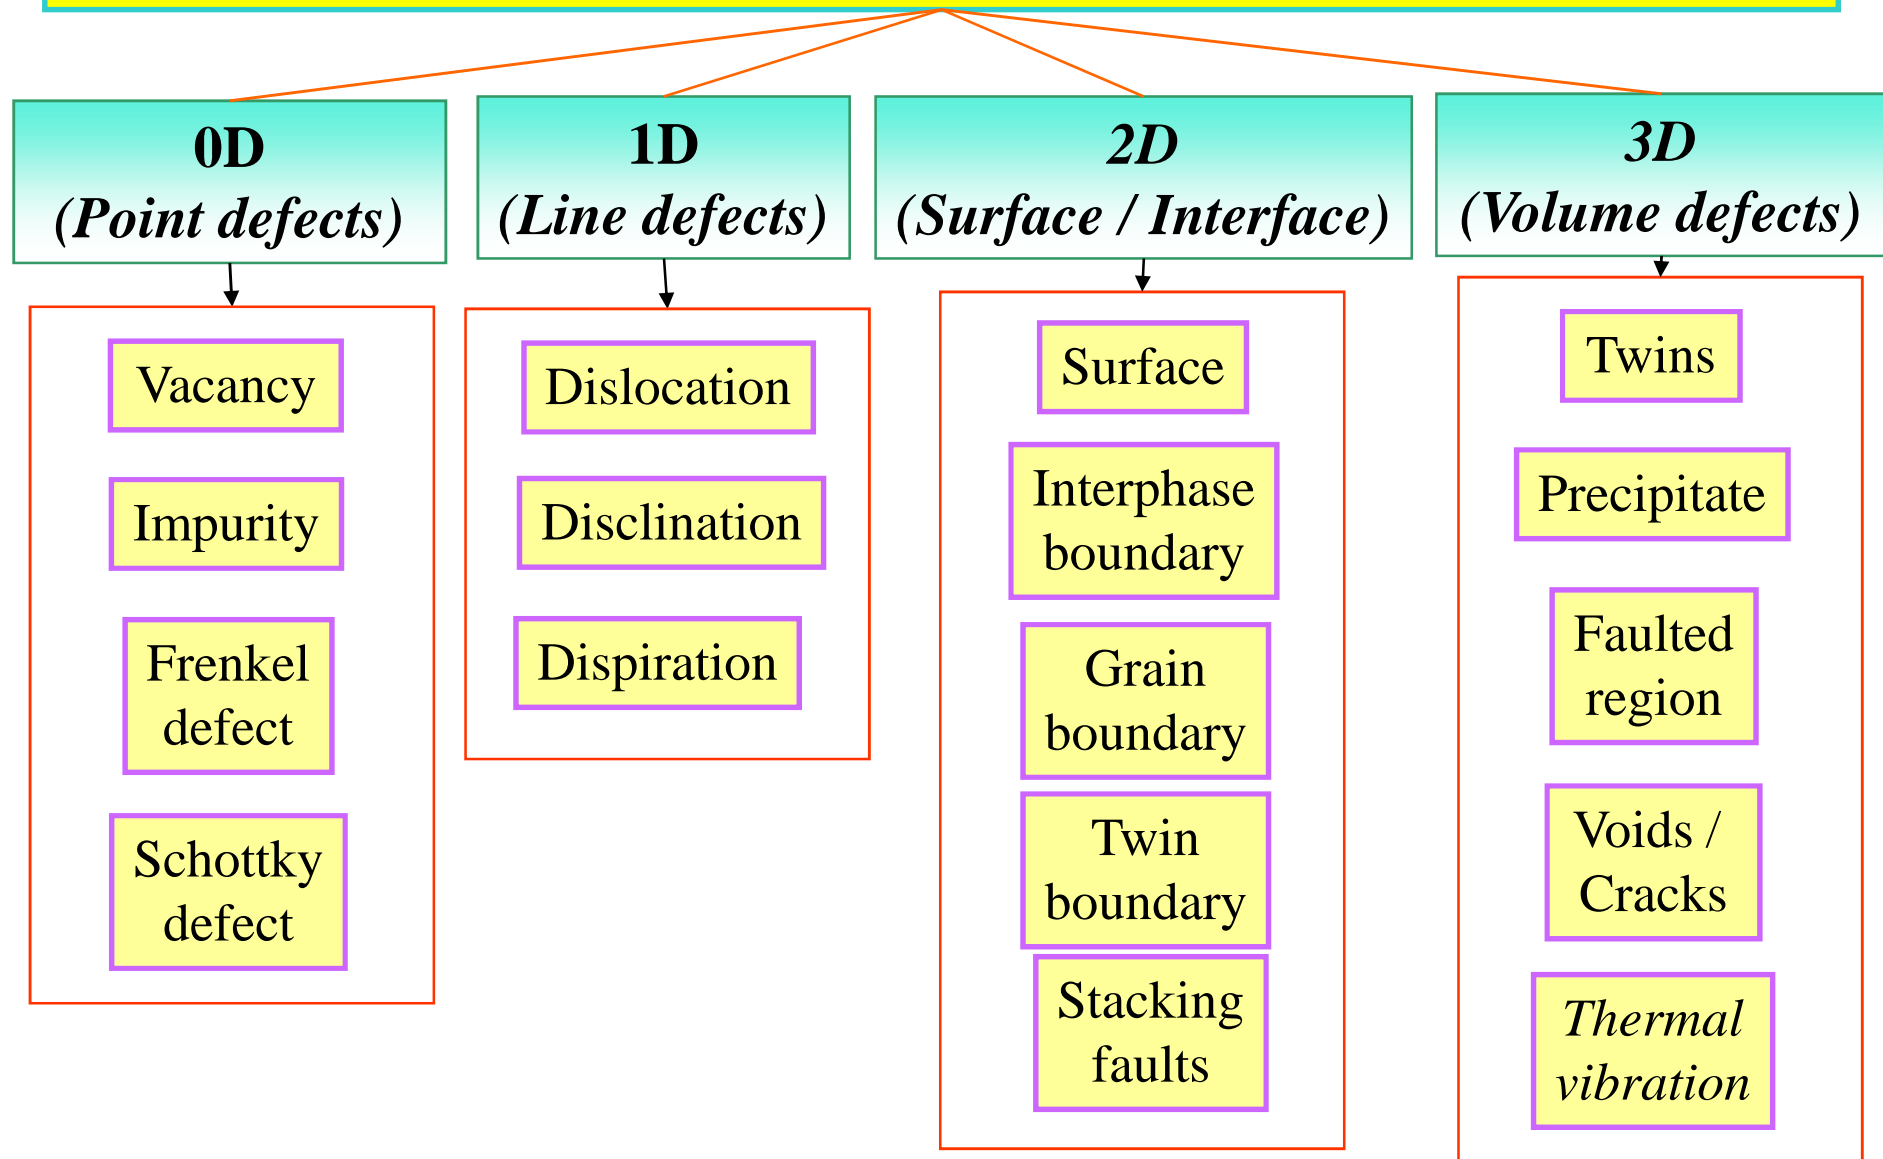 0D
(Point defects)
Vacancy
Impurity
Frenkel
defect
Schottky
defect
1D
(Line defects)
Dislocation
Disclination
Dispiration
2D
(Surface / Interface)
Surface
Interphase
boundary
Grain
boundary
Twin
boundary
Stacking
faults
3D
(Volume defects)
Twins
Precipitate
Faulted
region
Voids /
Cracks
Thermal
vibration